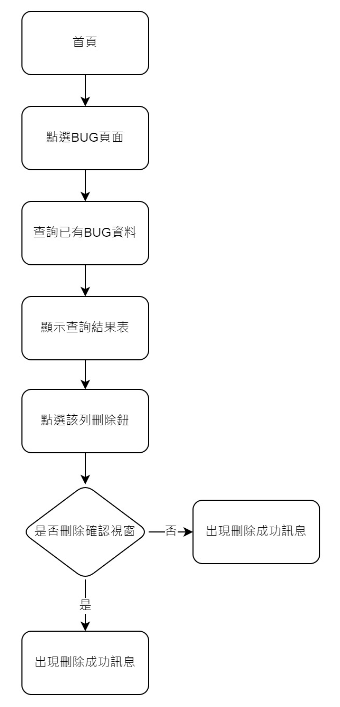 首頁
點選BUG頁面
查詢已有BUG資料
顯示查詢結果表
點選該列刪除鈕
是否刪除確認視窗
否
出現刪除成功訊息
是
出現刪除成功訊息